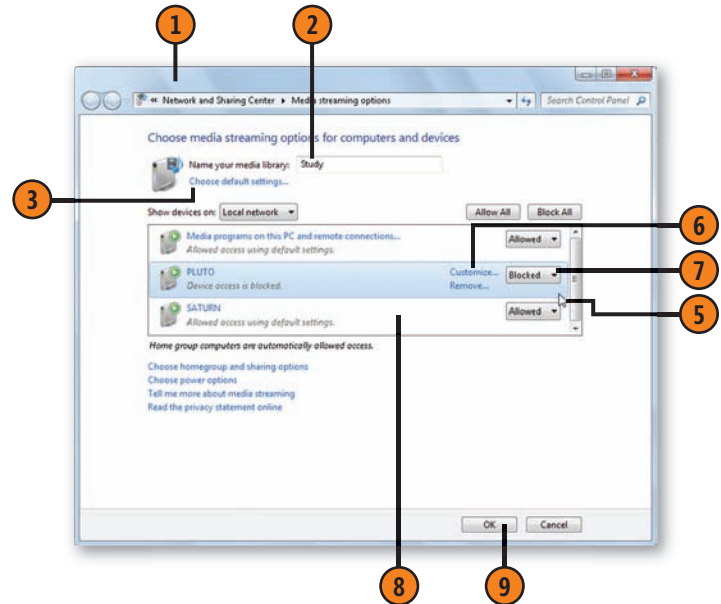 1
2
« Network and Sharing Center ▸ Media streaming options
Search Control Panel
Choose media streaming options for computers and devices
Name your media library: Study
Choose default settings...
3
Show devices on: Local network
Allow All
Block All
6
Media programs on this PC and remote connections...
Allowed
Allowed access using default settings.
PLUTO
Customize...
Blocked
7
Device access is blocked.
Remove...
5
SATURN
Allowed
Allowed access using default settings.
Home group computers are automatically allowed access.
Choose homegroup and sharing options
Choose power options
Tell me more about media streaming
Read the privacy statement online
OK
Cancel
8
9